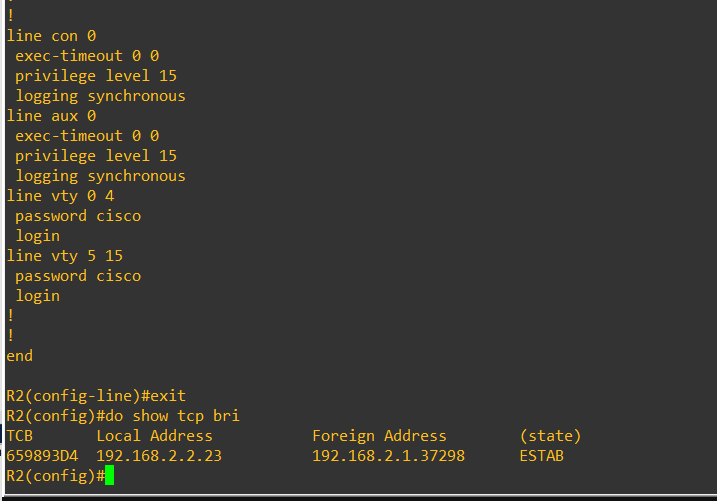 !
line con 0
 exec-timeout 0 0
 privilege level 15
 logging synchronous
line aux 0
 exec-timeout 0 0
 privilege level 15
 logging synchronous
line vty 0 4
 password cisco
 login
line vty 5 15
 password cisco
 login
!
!
end
R2(config-line)#exit
R2(config)#do show tcp bri
TCB       Local Address           Foreign Address        (state)
659893D4  192.168.2.2.23          192.168.2.1.37298      ESTAB
R2(config)#